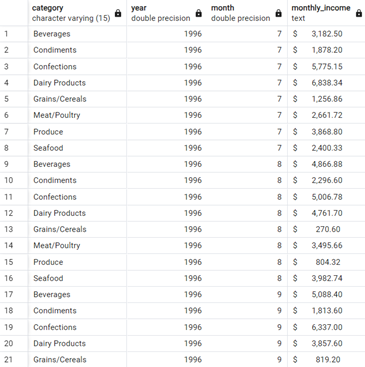 category year month monthly_income
character varying (15) double precision double precision text
1 Beverages 1996 7 $ 3,182.50
2 Condiments 1996 7 $ 1,878.20
3 Confections 1996 7 $ 5,775.15
4 Dairy Products 1996 7 $ 6,838.34
5 Grains/Cereals 1996 7 $ 1,256.86
6 Meat/Poultry 1996 7 $ 2,661.72
7 Produce 1996 7 $ 3,868.80
8 Seafood 1996 7 $ 2,400.33
9 Beverages 1996 8 $ 4,866.88
10 Condiments 1996 8 $ 2,296.60
11 Confections 1996 8 $ 5,006.78
12 Dairy Products 1996 8 $ 4,761.70
13 Grains/Cereals 1996 8 $ 270.60
14 Meat/Poultry 1996 8 $ 3,495.66
15 Produce 1996 8 $ 804.32
16 Seafood 1996 8 $ 3,982.74
17 Beverages 1996 9 $ 5,088.40
18 Condiments 1996 9 $ 1,813.60
19 Confections 1996 9 $ 6,337.00
20 Dairy Products 1996 9 $ 3,857.60
21 Grains/Cereals 1996 9 $ 819.20